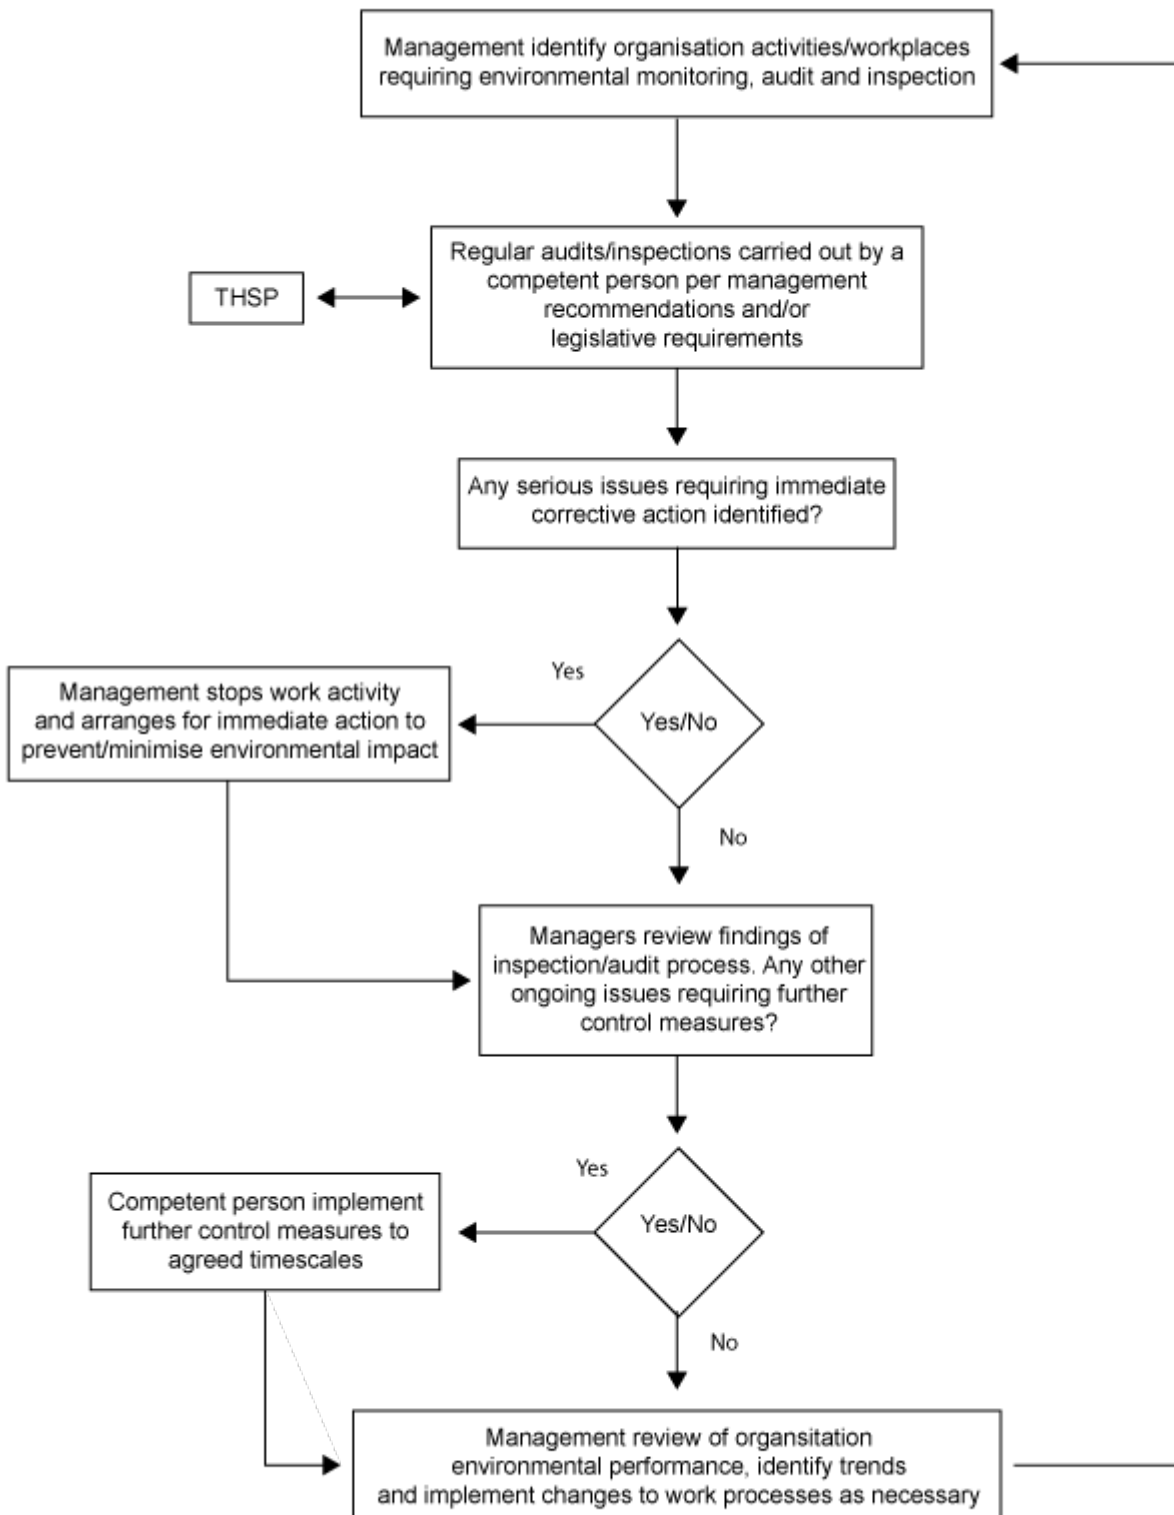 Management identify organisation activities/workplaces
requiring environmental monitoring, audit and inspection
Regular audits/inspections carried out by a
competent person per management
recommendations and/or
legislative requirements
THSP
Any serious issues requiring immediate
corrective action identified?
Yes
Yes/No
Management stops work activity
and arranges for immediate action to
prevent/minimise environmental impact
No
Managers review findings of
inspection/audit process. Any other
ongoing issues requiring further
control measures?
Yes
Yes/No
Competent person implement
further control measures to
agreed timescales
No
Management review of organsitation
environmental performance, identify trends
and implement changes to work processes as necessary